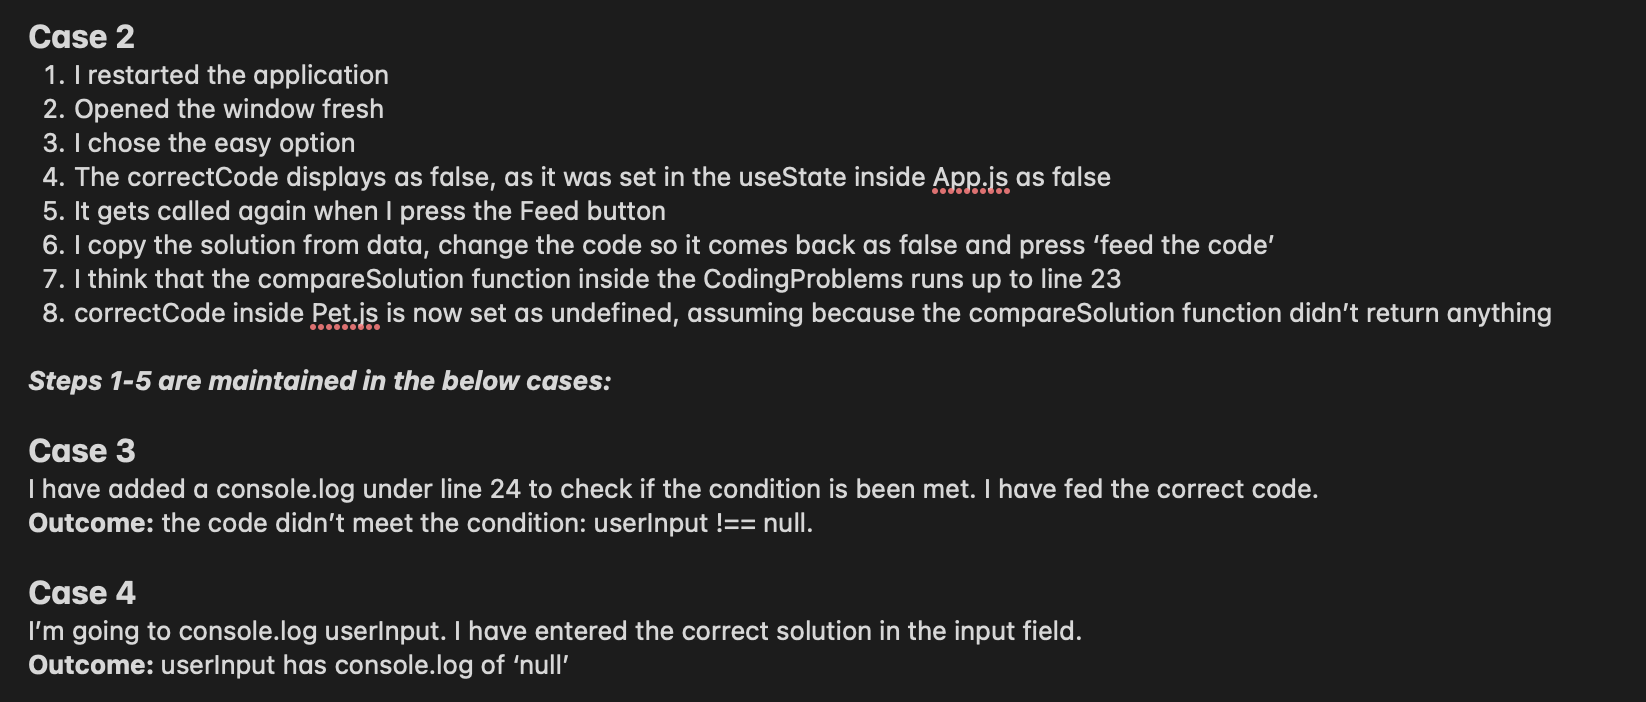 Case 2
1. I restarted the application
2. Opened the window fresh
3. I chose the easy option
4. The correctCode displays as false, as it was set in the useState inside App.js as false
5. It gets called again when I press the Feed button
6. I copy the solution from data, change the code so it comes back as false and press ‘feed the code’
7. I think that the compareSolution function inside the CodingProblems runs up to line 23
8. correctCode inside Pet.js is now set as undefined, assuming because the compareSolution function didn’t return anything
Steps 1-5 are maintained in the below cases:
Case 3
I have added a console.log under line 24 to check if the condition is been met. I have fed the correct code.
Outcome: the code didn’t meet the condition: userInput !== null.
Case 4
I’m going to console.log userInput. I have entered the correct solution in the input field.
Outcome: userInput has console.log of ‘null’